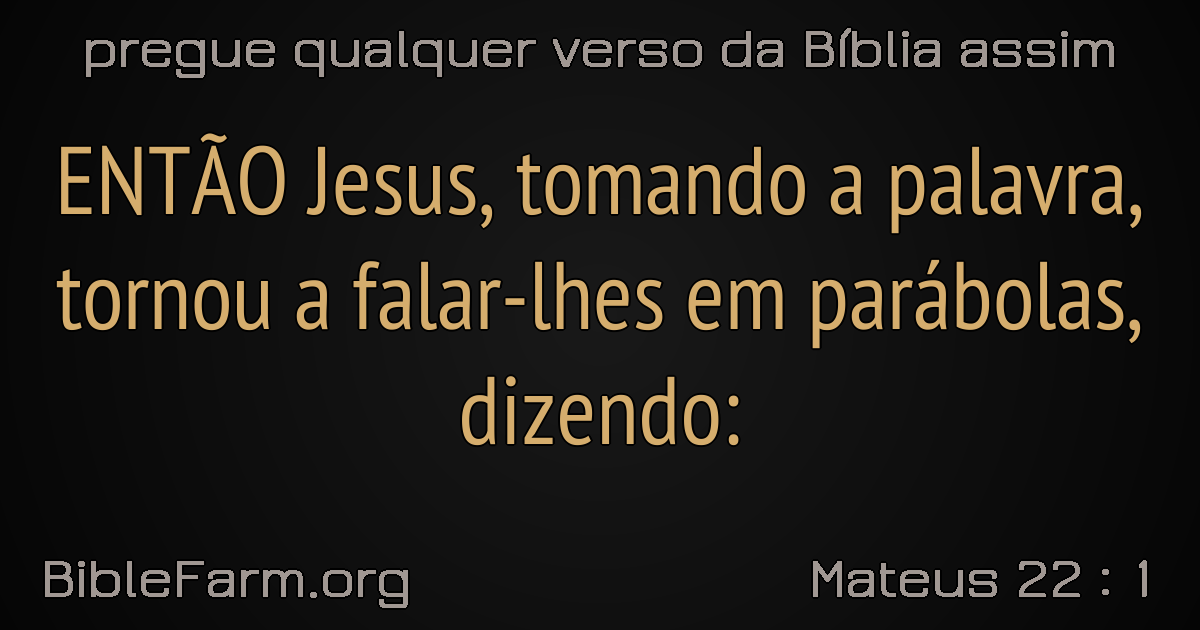 pregue qualquer verso da Bíblia assim
ENTÃO Jesus, tomando a palavra,
tornou a falar-lhes em parábolas,
dizendo:
BibleFarm.org
Mateus 22 : 1